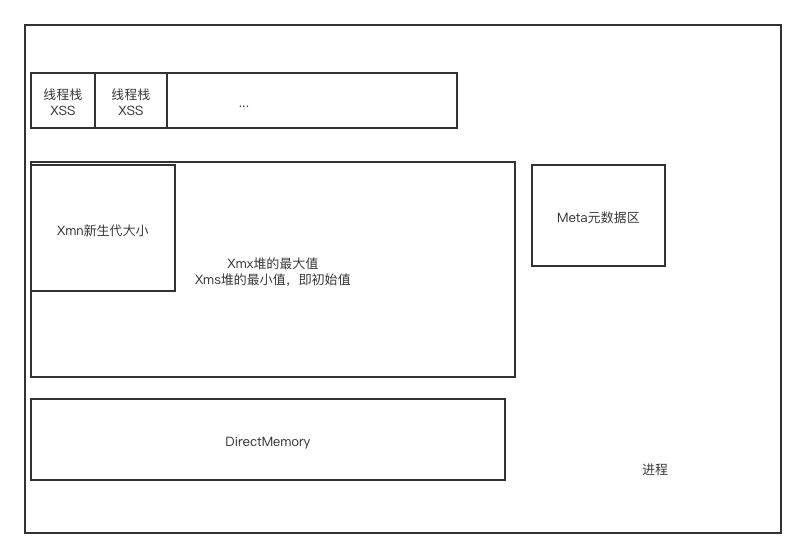 线程栈
XSS
线程栈
XSS
...
Xmn新生代大小
Xmx堆的最大值
Xms堆的最小值，即初始值
Meta元数据区
DirectMemory
进程